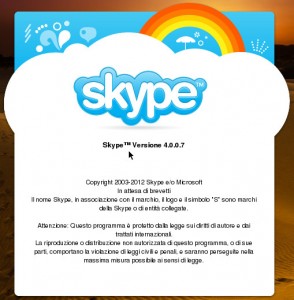 skype™
Skype™ Versione 4.0.0.7
Copyright 2003-2012 Skype e/o Microsoft
In attesa di brevetti
Il nome Skype, in associazione con il marchio, il logo e il simbolo "S" sono marchi
della Skype o di entità collegate.
Attenzione: Questo programma è protetto dalla legge sui diritti di autore e dai
trattati internazionali.
La riproduzione o distribuzione non autorizzata di questo programma, o di sue
parti, comportano la violazione di leggi civili e penali, e saranno perseguite nella
massima misura possibile ai sensi di legge.